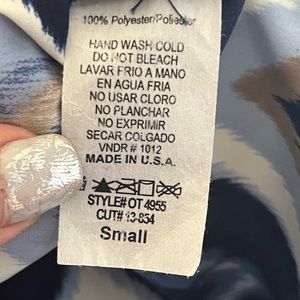 100% Polyester/Poliester
HAND WASH COLD
DO NOT BLEACH
LAVAR FRIO A MANO
EN AGUA FRIA
NO USAR CLORO
NO PLANCHAR
NO EXPRIMIR
SECAR COLGADO
VNDR # 1012
MADE IN U.S.A.
STYLE# OT 4955
CUT# 13-854
Small